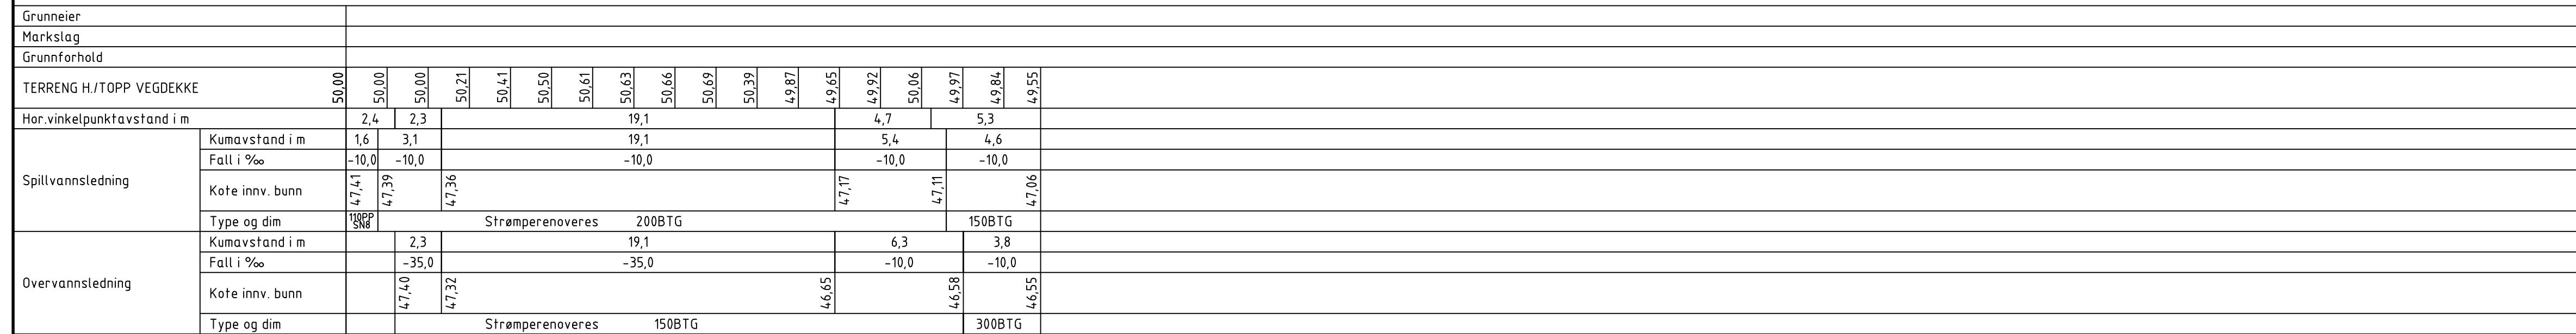 Grunneier
Markslag
Grunnforhold
TERRENG H./TOPP VEGDEKKE 50,00 50,00 50,00 50,21 50,41 50,50 50,61 50,63 50,66 50,69 50,39 49,87 49,65 49,92 50,06 49,97 49,84 49,55
Hor.vinkelpunktavstand i m 2,4 2,3 19,1 4,7 5,3
Spillvannsledning
Kumavstand i m 1,6 3,1 19,1 5,4 4,6
Fall i ‰ -10,0 -10,0 -10,0 -10,0 -10,0
Kote innv. bunn 47,41 47,39 47,36 47,17 47,11 47,06
Type og dim 110PP SN8 Strømperenoveres 200BTG 150BTG
Overvannsledning
Kumavstand i m 2,3 19,1 6,3 3,8
Fall i ‰ -35,0 -35,0 -10,0 -10,0
Kote innv. bunn 47,40 47,32 46,65 46,58 46,55
Type og dim Strømperenoveres 150BTG 300BTG